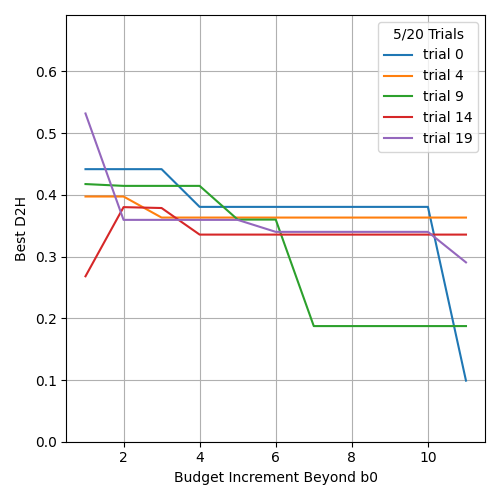 5/20 Trials
trial 0
trial 4
trial 9
trial 14
trial 19
Best D2H
0.6
0.5
0.4
0.3
0.2
0.1
0.0
2
4
6
8
10
Budget Increment Beyond b0